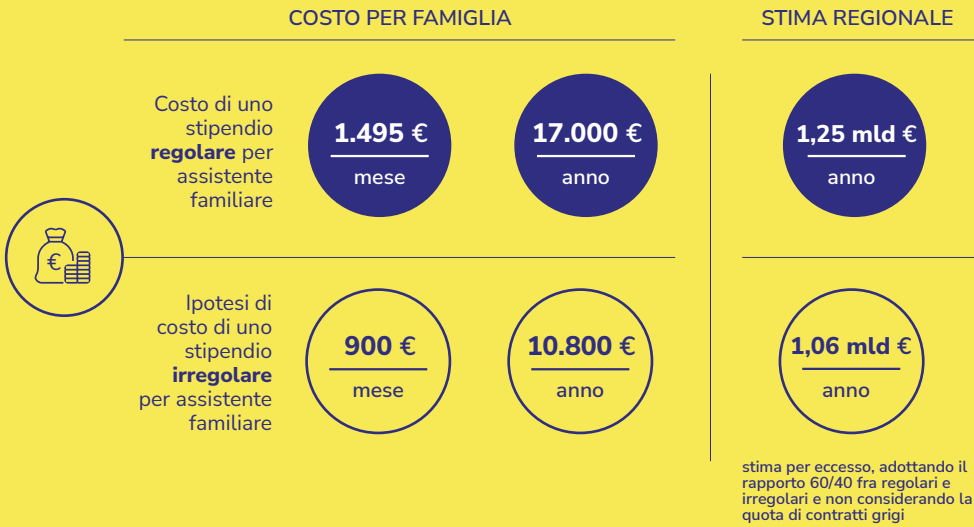 COSTO PER FAMIGLIA
STIMA REGIONALE
Costo di uno
stipendio
regolare per
assistente
familiare
1.495 €
mese
17.000 €
anno
1,25 mld €
anno
€
Ipotesi di
costo di uno
stipendio
irregolare
per assistente
familiare
900 €
mese
10.800 €
anno
1,06 mld €
anno
stima per eccesso, adottando il
rapporto 60/40 fra regolari e
irregolari e non considerando la
quota di contratti grigi